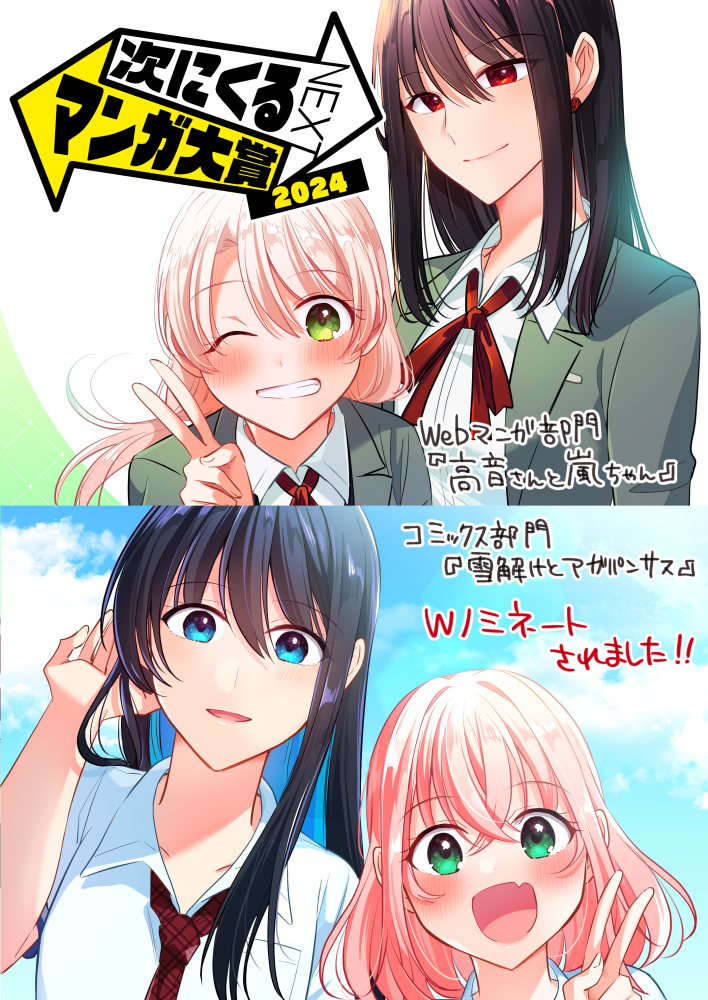 次にくる
マンガ大賞
NEXT
2024
Webマンガ部門
『高音さんと嵐ちゃん』
コミックス部門
『雪解けとアガパンサス』
Wノミネート
されました!!